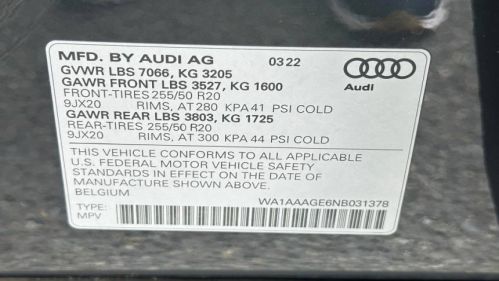 MFD. BY AUDI AG 03 22
GVWR LBS 7066, KG 3205
GAWR FRONT LBS 3527, KG 1600
FRONT-TIRES 255/50 R20
9JX20 RIMS, AT 280 KPA 41 PSI COLD
GAWR REAR LBS 3803, KG 1725
REAR-TIRES 255/50 R20
9JX20 RIMS, AT 300 KPA 44 PSI COLD
Audi
THIS VEHICLE CONFORMS TO ALL APPLICABLE
U.S. FEDERAL MOTOR VEHICLE SAFETY
STANDARDS IN EFFECT ON THE DATE OF
MANUFACTURE SHOWN ABOVE.
BELGIUM
WA1AAAGE6NB031378
TYPE:
MPV